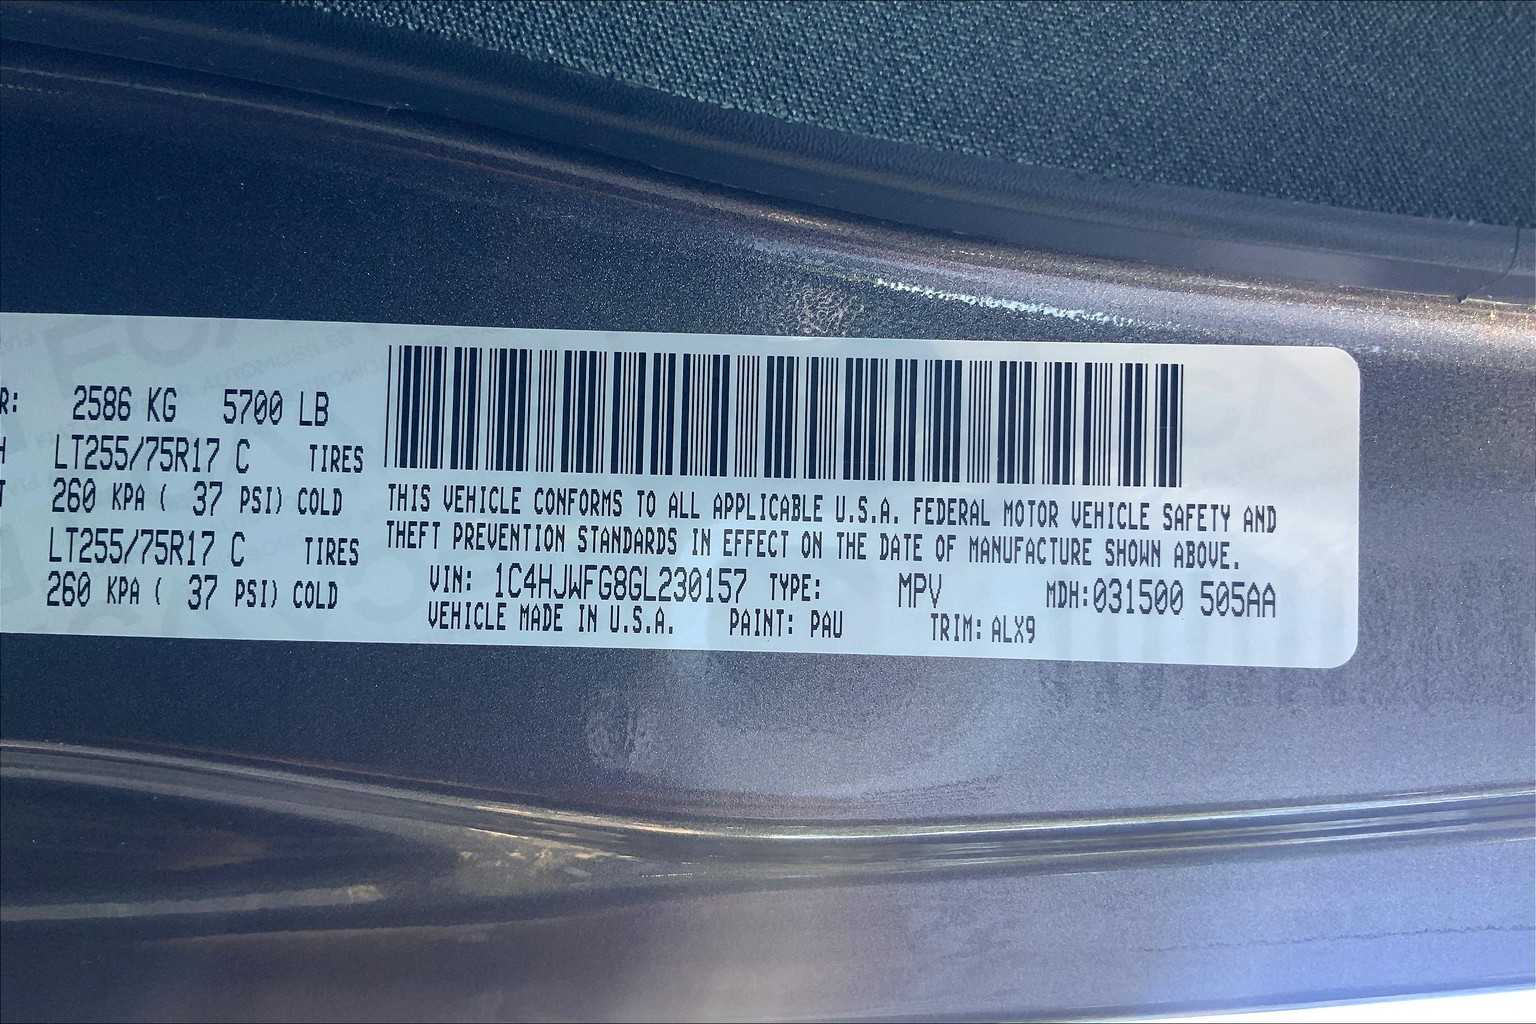 R: 2586 KG 5700 LB
LT255/75R17 C TIRES
260 KPA ( 37 PSI) COLD
LT255/75R17 C TIRES
260 KPA ( 37 PSI) COLD
THIS VEHICLE CONFORMS TO ALL APPLICABLE U.S.A. FEDERAL MOTOR VEHICLE SAFETY AND
THEFT PREVENTION STANDARDS IN EFFECT ON THE DATE OF MANUFACTURE SHOWN ABOVE.
VIN: 1C4HJWFG8GL230157 TYPE: MPV MDH:031500 505AA
VEHICLE MADE IN U.S.A. PAINT: PAU TRIM: ALX9